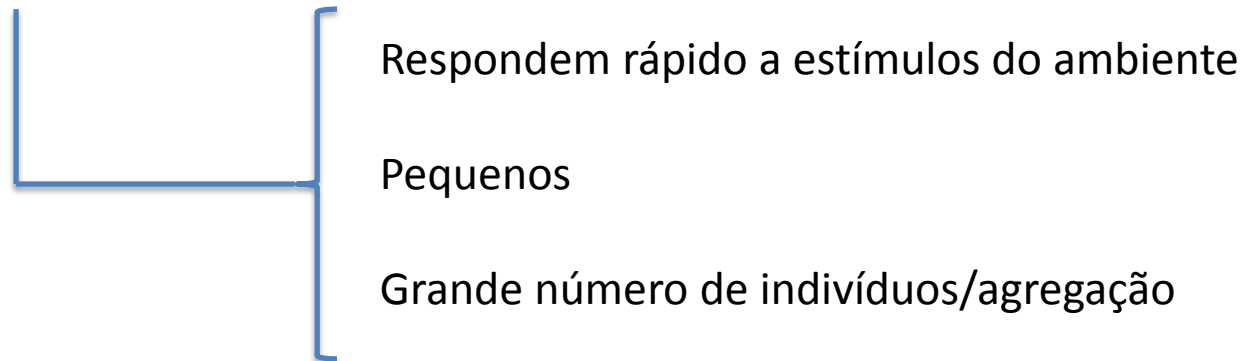 Respondem rápido a estímulos do ambiente
Pequenos
Grande número de indivíduos/agregação